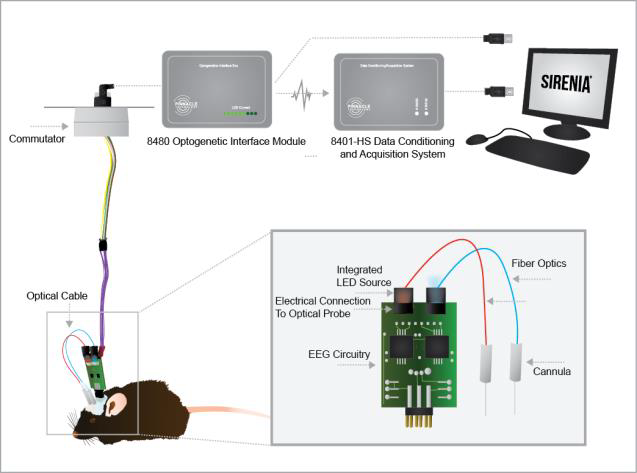 Optogenetic Interface Box
PINNACLE
TECHNOLOGY
LED Current
Data Conditioning/Acquisition System
PINNACLE
TECHNOLOGY
SIRENIA®
Commutator
8480 Optogenetic Interface Module
8401-HS Data Conditioning
and Acquisition System
Optical Cable
Integrated
LED Source
Fiber Optics
Electrical Connection
To Optical Probe
EEG Circuitry
Cannula